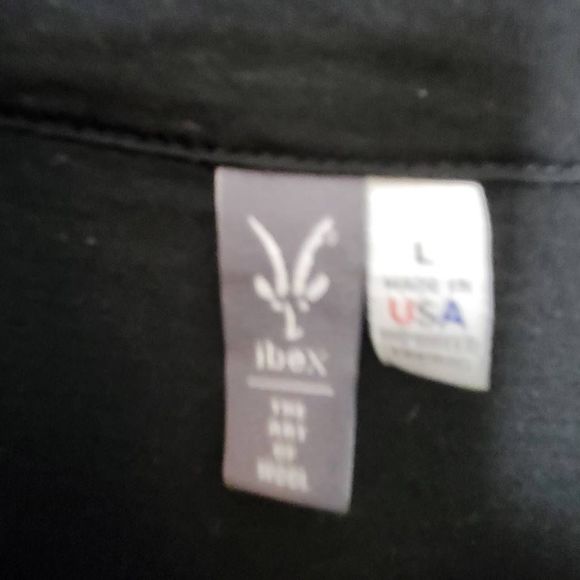 ibex
THE
ART
OF
WOOL
L
MADE IN
USA